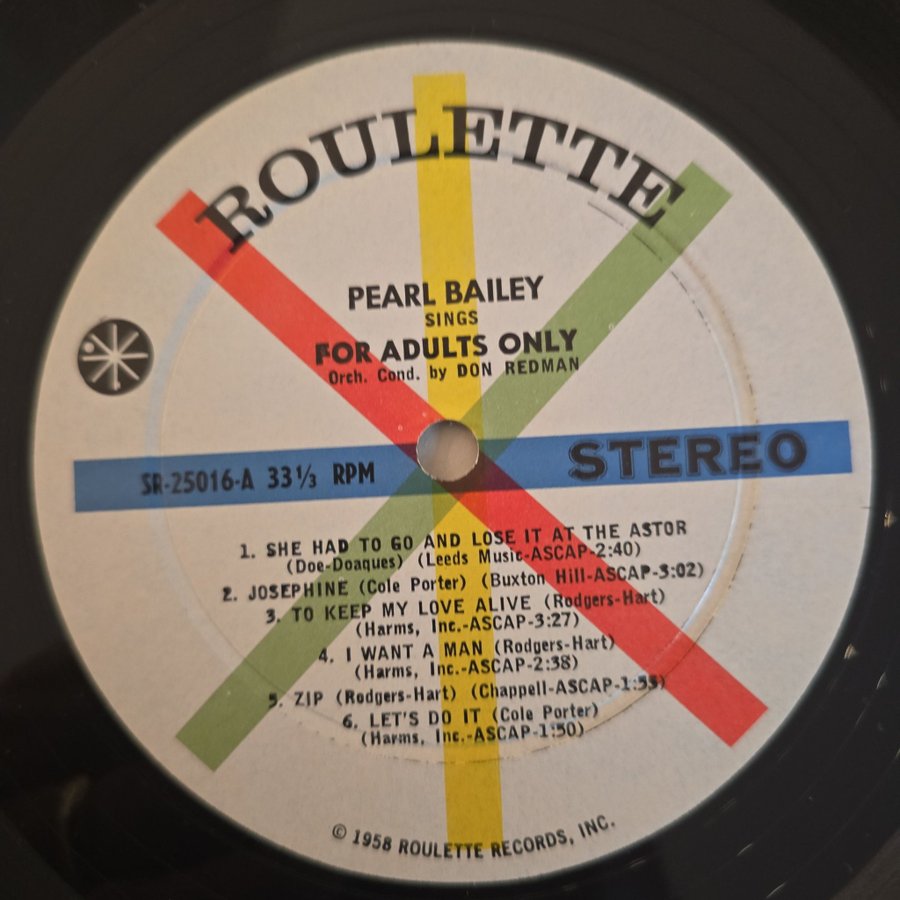 ROULETTE
PEARL BAILEY
SINGS
FOR ADULTS ONLY
Orch. Cond. by DON REDMAN
SR-25016-A 33⅓ RPM
STEREO
1. SHE HAD TO GO AND LOSE IT AT THE ASTOR
(Doe-Doaques) (Leeds Music-ASCAP-2:40)
2. JOSEPHINE (Cole Porter) (Buxton Hill-ASCAP-3:02)
3. TO KEEP MY LOVE ALIVE (Rodgers-Hart)
(Harms, Inc.-ASCAP-3:27)
4. I WANT A MAN (Rodgers-Hart)
(Harms, Inc.-ASCAP-2:38)
5. ZIP (Rodgers-Hart) (Chappell-ASCAP-1:53)
6. LET'S DO IT (Cole Porter)
(Harms, Inc.-ASCAP-1:50)
© 1958 ROULETTE RECORDS, INC.